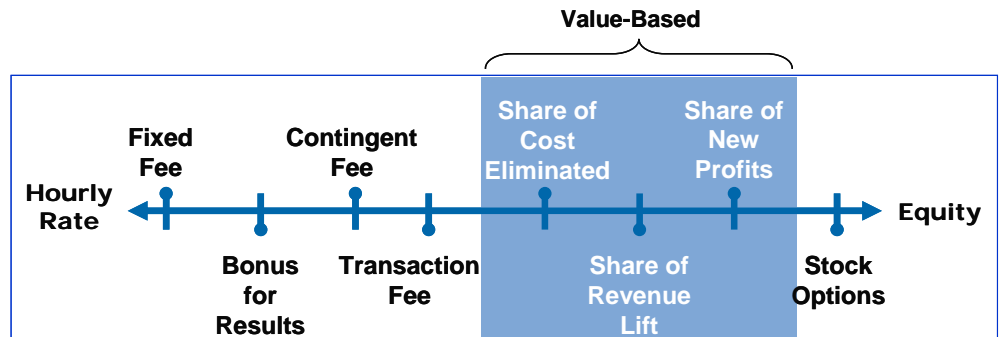 Value-Based
Fixed
Fee
Contingent
Fee
Share of
Cost
Eliminated
Share of
New
Profits
Hourly
Rate
Equity
Bonus
for
Results
Transaction
Fee
Share of
Revenue
Lift
Stock
Options